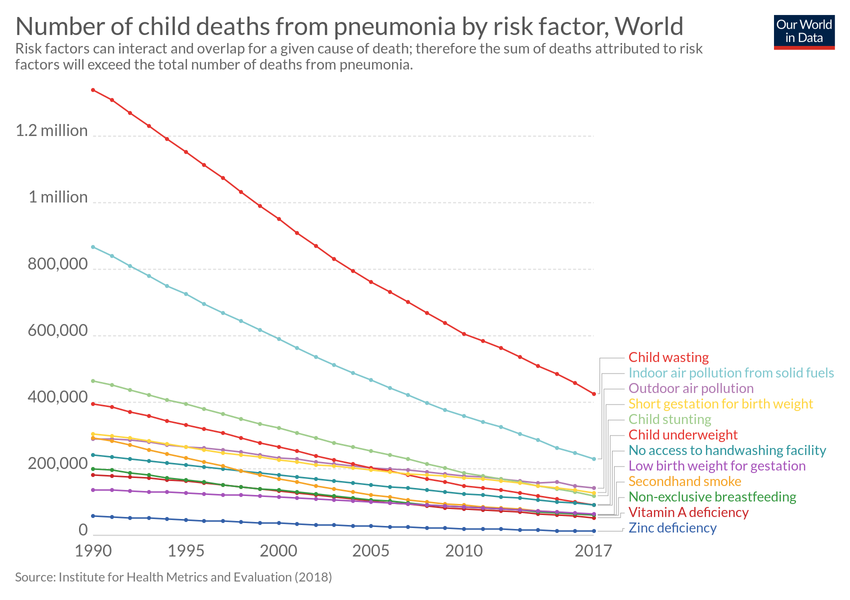 Number of child deaths from pneumonia by risk factor, World
Our World
in Data
Risk factors can interact and overlap for a given cause of death; therefore the sum of deaths attributed to risk
factors will exceed the total number of deaths from pneumonia.
1.2 million
1 million
800,000
600,000
400,000
200,000
0
1990
1995
2000
2005
2010
2017
Child wasting
Indoor air pollution from solid fuels
Outdoor air pollution
Short gestation for birth weight
Child stunting
Child underweight
No access to handwashing facility
Low birth weight for gestation
Secondhand smoke
Non-exclusive breastfeeding
Vitamin A deficiency
Zinc deficiency
Source: Institute for Health Metrics and Evaluation (2018)